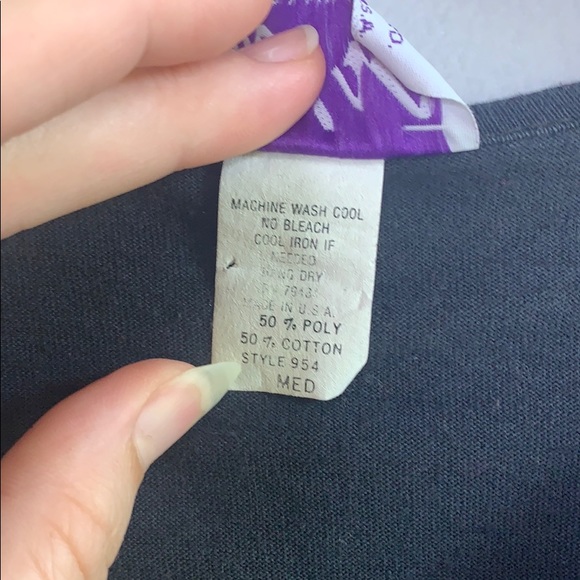 O.
S.A.
MACHINE WASH COOL
NO BLEACH
COOL IRON IF
NEEDED
DRY
MADE IN U.S.A.
50 % POLY
50 % COTTON
STYLE 954
MED